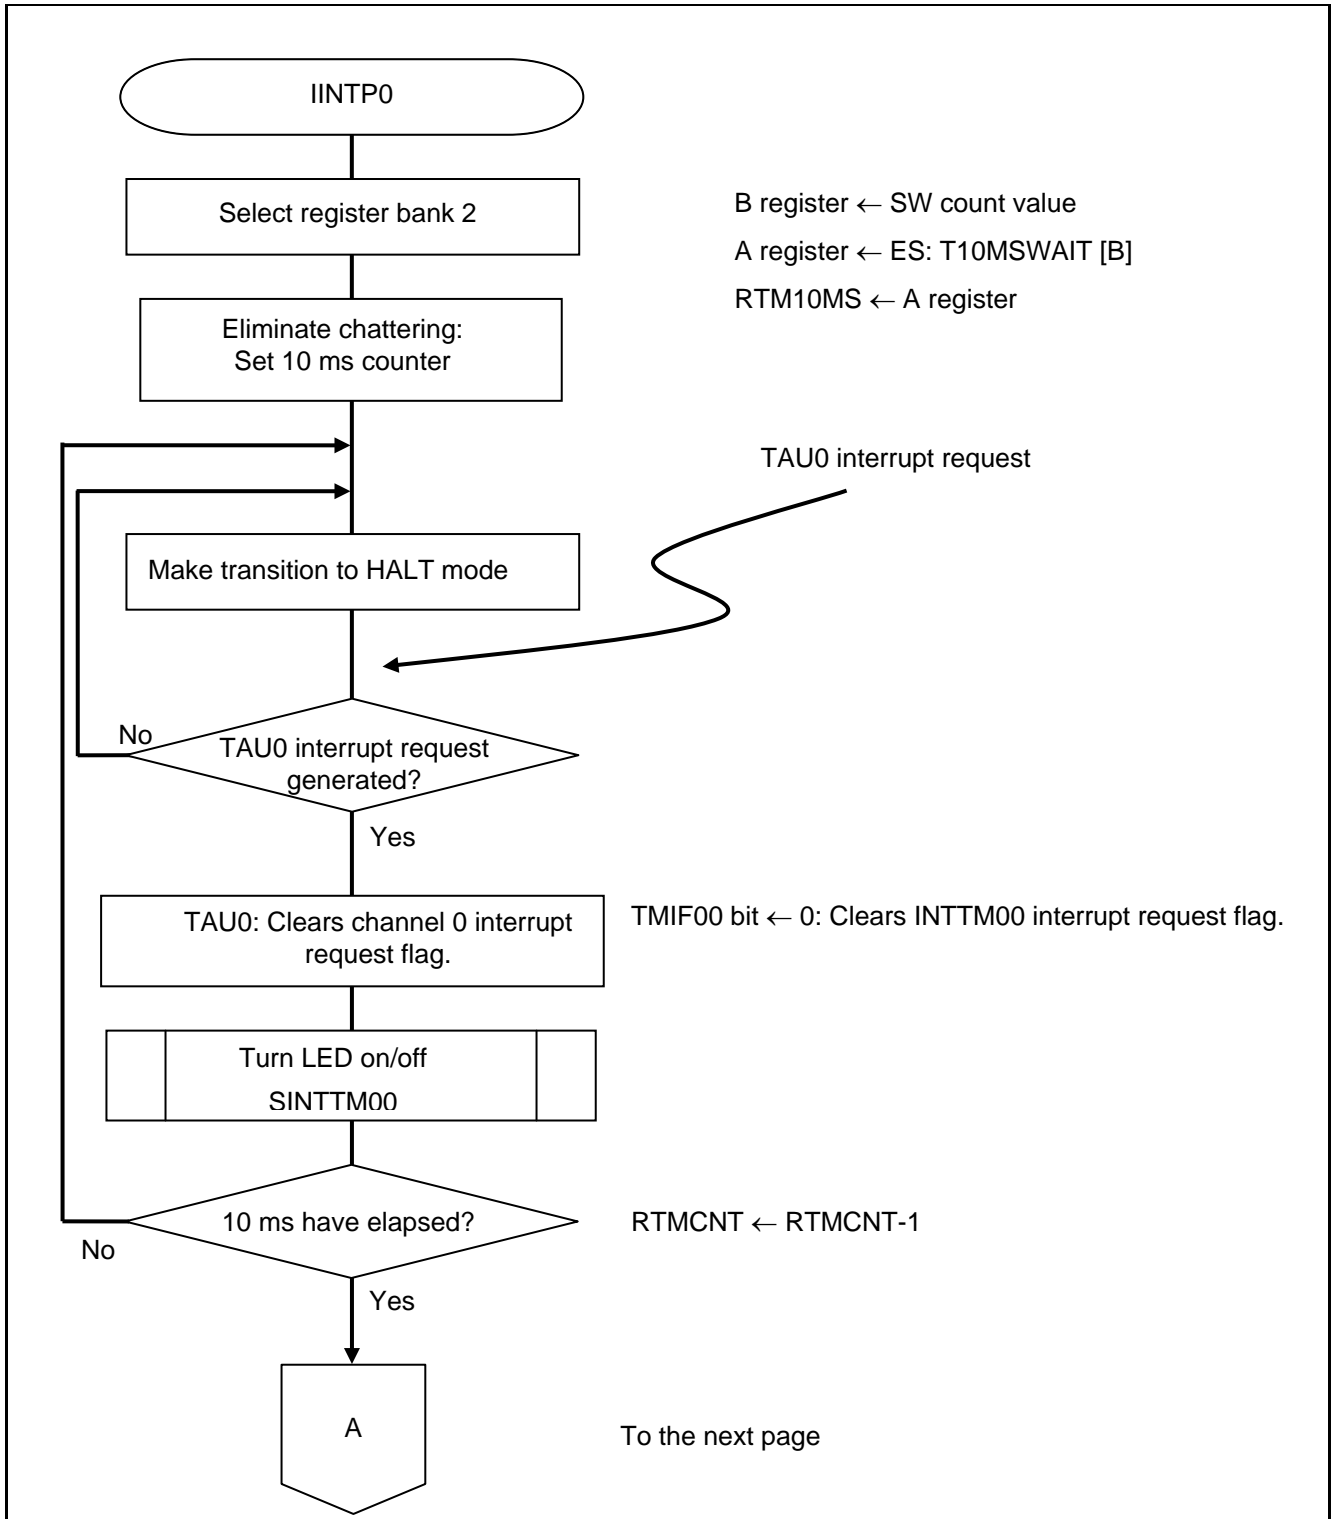 IINTP0
Select register bank 2
B register ← SW count value
A register ← ES: T10MSWAIT [B]
RTM10MS ← A register
Eliminate chattering:
Set 10 ms counter
TAU0 interrupt request
Make transition to HALT mode
No
TAU0 interrupt request
generated?
Yes
TAU0: Clears channel 0 interrupt
request flag.
TMIF00 bit ← 0: Clears INTTM00 interrupt request flag.
Turn LED on/off
SINTTM00
10 ms have elapsed?
RTMCNT ← RTMCNT-1
No
Yes
A
To the next page